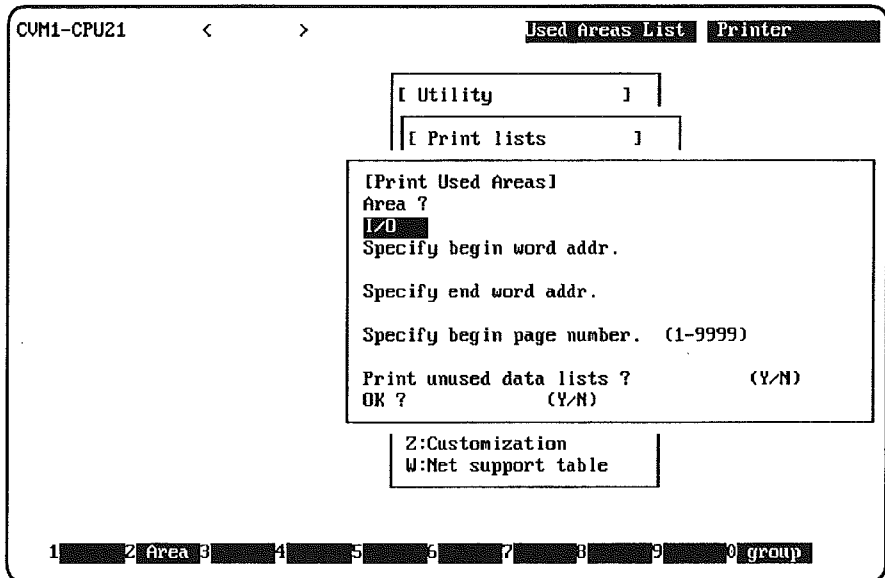 CVM1-CPU21 < > Used Areas List Printer
[ Utility ]
[ Print lists ]
[Print Used Areas]
Area ?
I/O
Specify begin word addr.
Specify end word addr.
Specify begin page number. (1-9999)
Print unused data lists ? (Y/N)
OK ? (Y/N)
Z:Customization
W:Net support table
1 2 Area 3 4 5 6 7 8 9 0 group